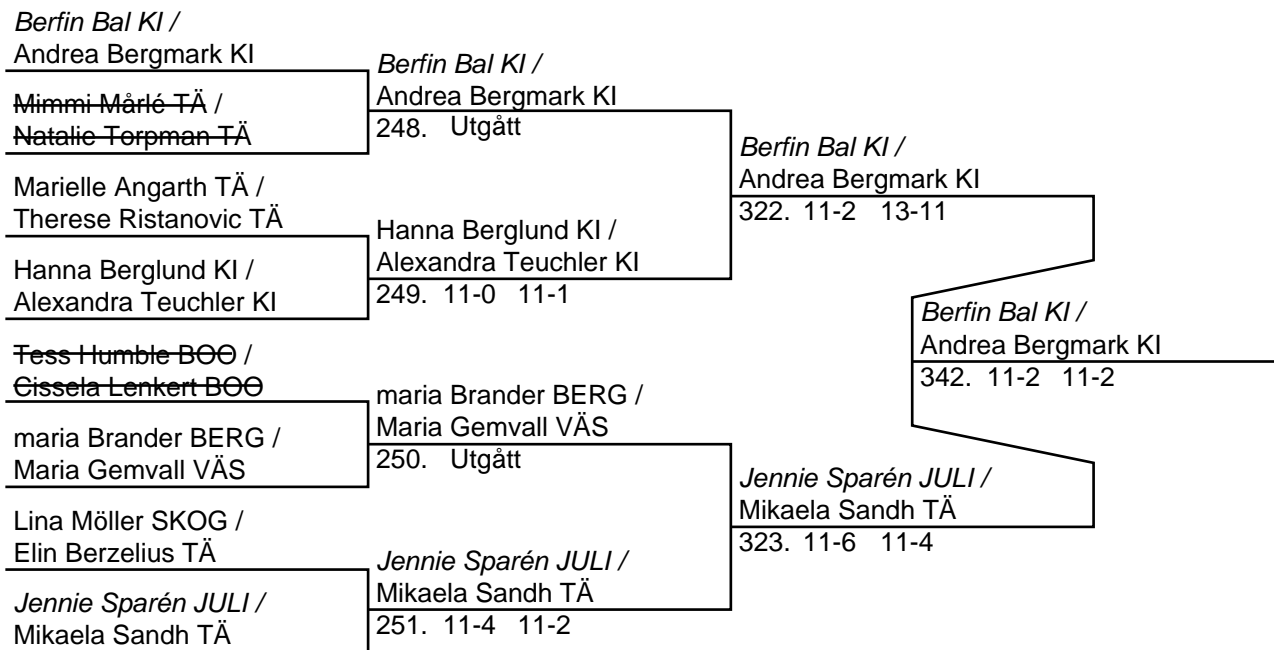 Berfin Bal KI /
Andrea Bergmark KI
Mimmi Mårlé TÄ /
Natalie Torpman TÄ
Marielle Angarth TÄ /
Therese Ristanovic TÄ
Hanna Berglund KI /
Alexandra Teuchler KI
Tess Humble BOO /
Cissela Lenkert BOO
maria Brander BERG /
Maria Gemvall VÄS
Lina Möller SKOG /
Elin Berzelius TÄ
Jennie Sparén JULI /
Mikaela Sandh TÄ
Berfin Bal KI /
Andrea Bergmark KI
248. Utgått
Hanna Berglund KI /
Alexandra Teuchler KI
249. 11-0 11-1
maria Brander BERG /
Maria Gemvall VÄS
250. Utgått
Jennie Sparén JULI /
Mikaela Sandh TÄ
251. 11-4 11-2
Berfin Bal KI /
Andrea Bergmark KI
322. 11-2 13-11
Jennie Sparén JULI /
Mikaela Sandh TÄ
323. 11-6 11-4
Berfin Bal KI /
Andrea Bergmark KI
342. 11-2 11-2